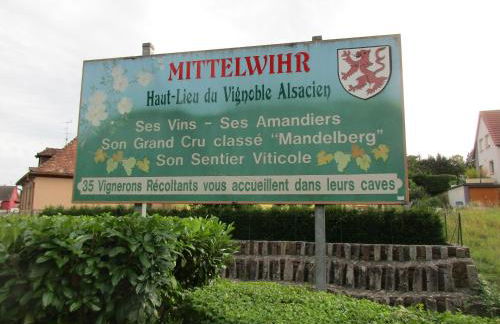 MITTELWIHR
Haut-Lieu du Vignoble Alsacien
Ses Vins - Ses Amandiers
Son Grand Cru classé "Mandelberg"
Son Sentier Viticole
35 Vignerons Récoltants vous accueillent dans leurs caves